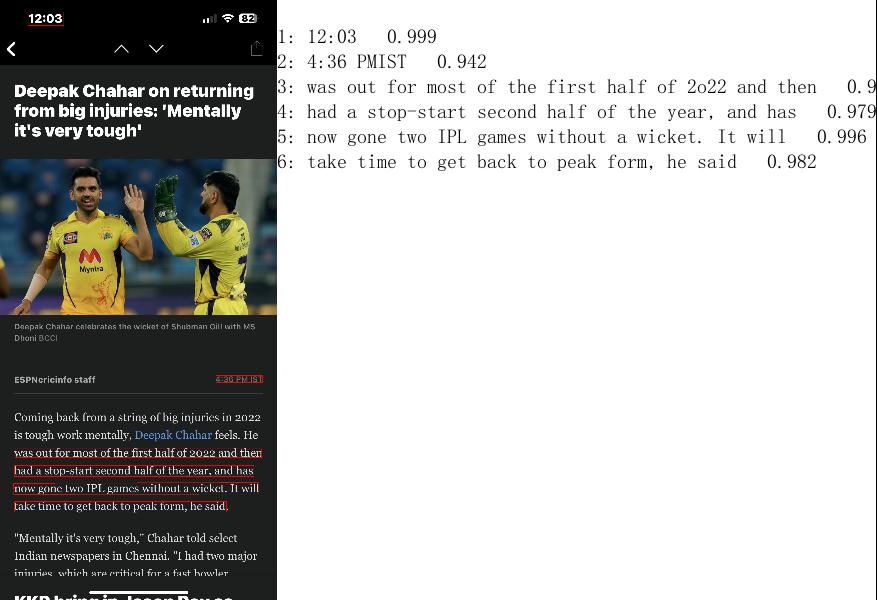 12:03
82
Deepak Chahar on returning
from big injuries: 'Mentally
it's very tough'
Myntra
Deepak Chahar celebrates the wicket of Shubman Gill with MS
Dhoni BCCI
ESPNcricinfo staff
4:36 PM IST
Coming back from a string of big injuries in 2022
is tough work mentally, Deepak Chahar feels. He
was out for most of the first half of 2022 and then
had a stop-start second half of the year, and has
now gone two IPL games without a wicket. It will
take time to get back to peak form, he said.
"Mentally it's very tough," Chahar told select
Indian newspapers in Chennai. "I had two major
injuries, which are critical for a fast bowler
KKR bring in Jason Roy as
1: 12:03 0.999
2: 4:36 PMIST 0.942
3: was out for most of the first half of 2o22 and then 0.9
4: had a stop-start second half of the year, and has 0.979
5: now gone two IPL games without a wicket. It will 0.996
6: take time to get back to peak form, he said 0.982